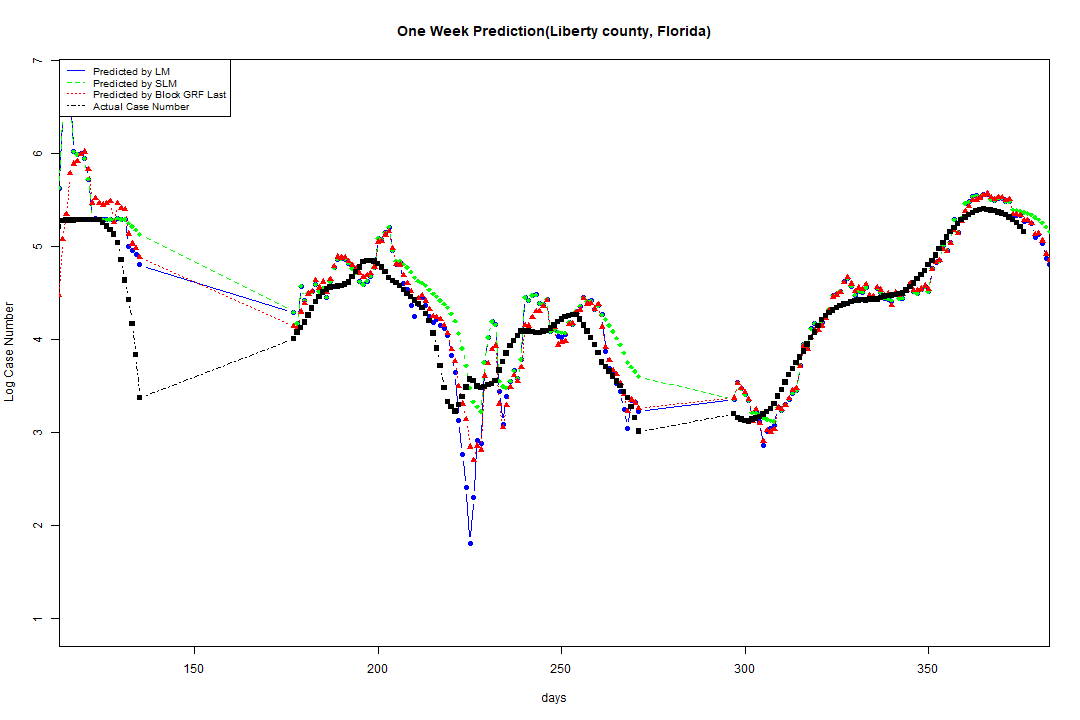 One Week Prediction(Liberty county, Florida)
Predicted by LM
Predicted by SLM
Predicted by Block GRF Last
Actual Case Number
7
6
5
4
3
2
1
Log Case Number
150 200 250 300 350
days